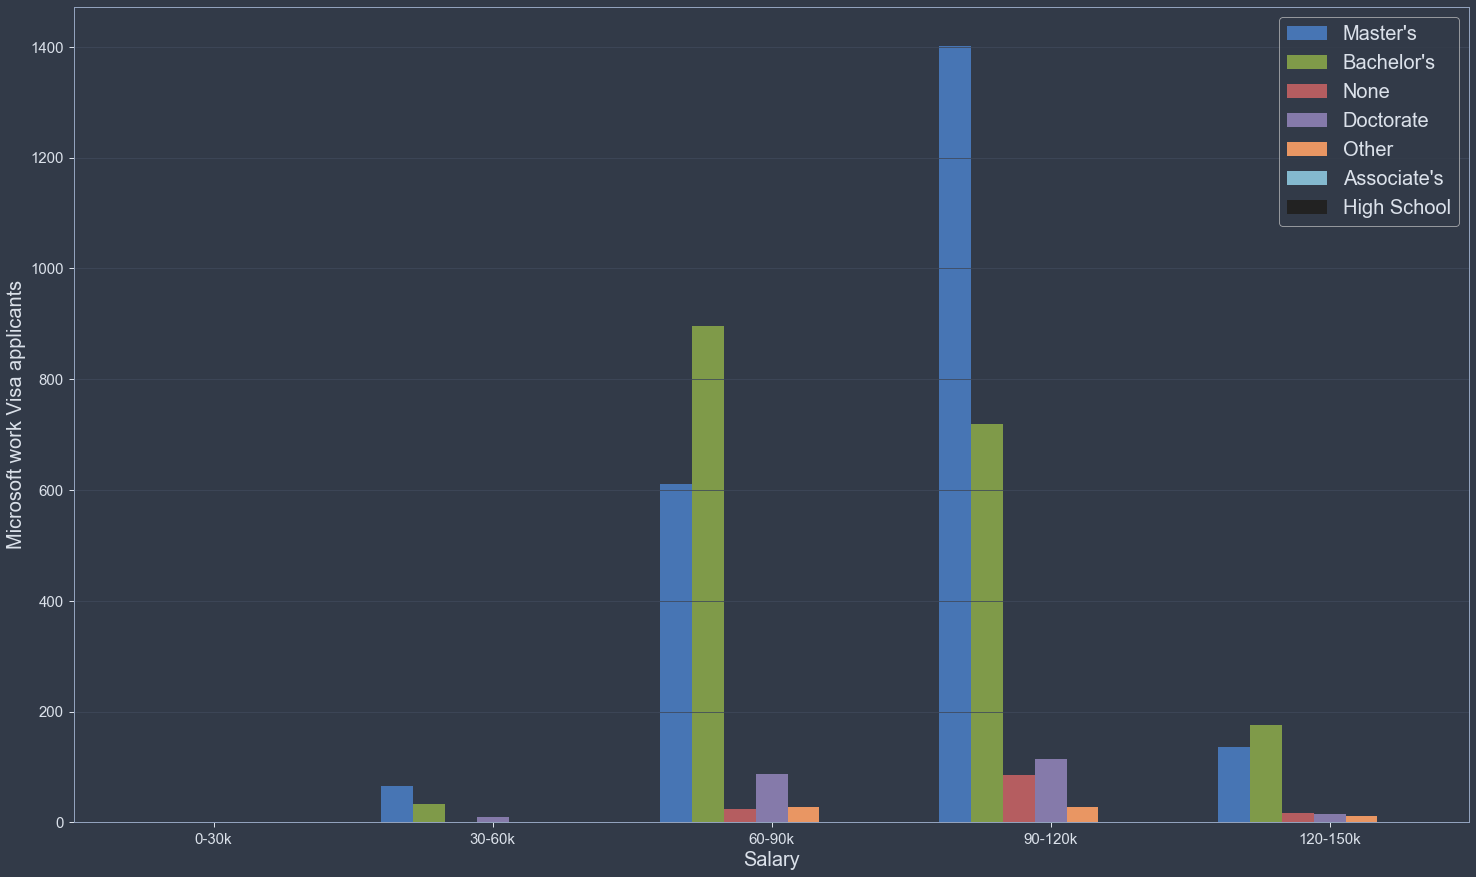 1400
1200
1000
800
600
400
200
0
Microsoft work Visa applicants
Master's
Bachelor's
None
Doctorate
Other
Associate's
High School
0-30k 30-60k 60-90k 90-120k 120-150k
Salary